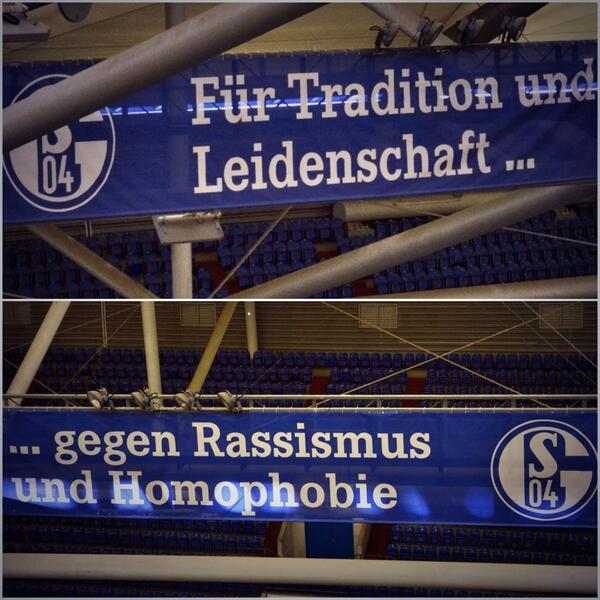 S
04
Für Tradition und
Leidenschaft ...
... gegen Rassismus
und Homophobie
S
04